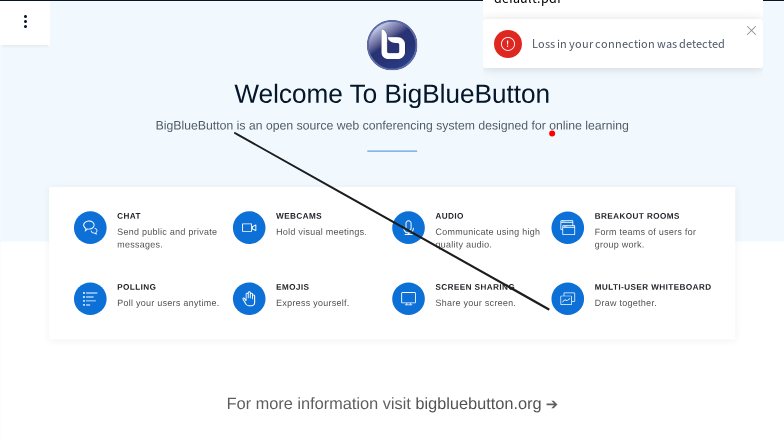 default.pdf
Loss in your connection was detected
Welcome To BigBlueButton
BigBlueButton is an open source web conferencing system designed for online learning
CHAT
Send public and private
messages.
WEBCAMS
Hold visual meetings.
AUDIO
Communicate using high
quality audio.
BREAKOUT ROOMS
Form teams of users for
group work.
POLLING
Poll your users anytime.
EMOJIS
Express yourself.
SCREEN SHARING
Share your screen.
MULTI-USER WHITEBOARD
Draw together.
For more information visit bigbluebutton.org →